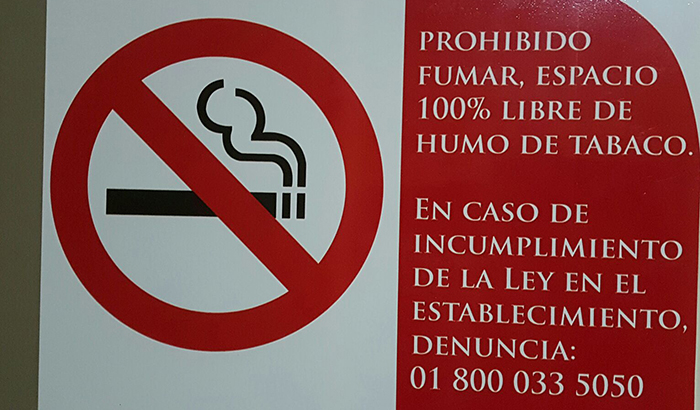 PROHIBIDO
FUMAR, ESPACIO
100% LIBRE DE
HUMO DE TABACO.
EN CASO DE
INCUMPLIMIENTO
DE LA LEY EN EL
ESTABLECIMIENTO,
DENUNCIA:
01 800 033 5050